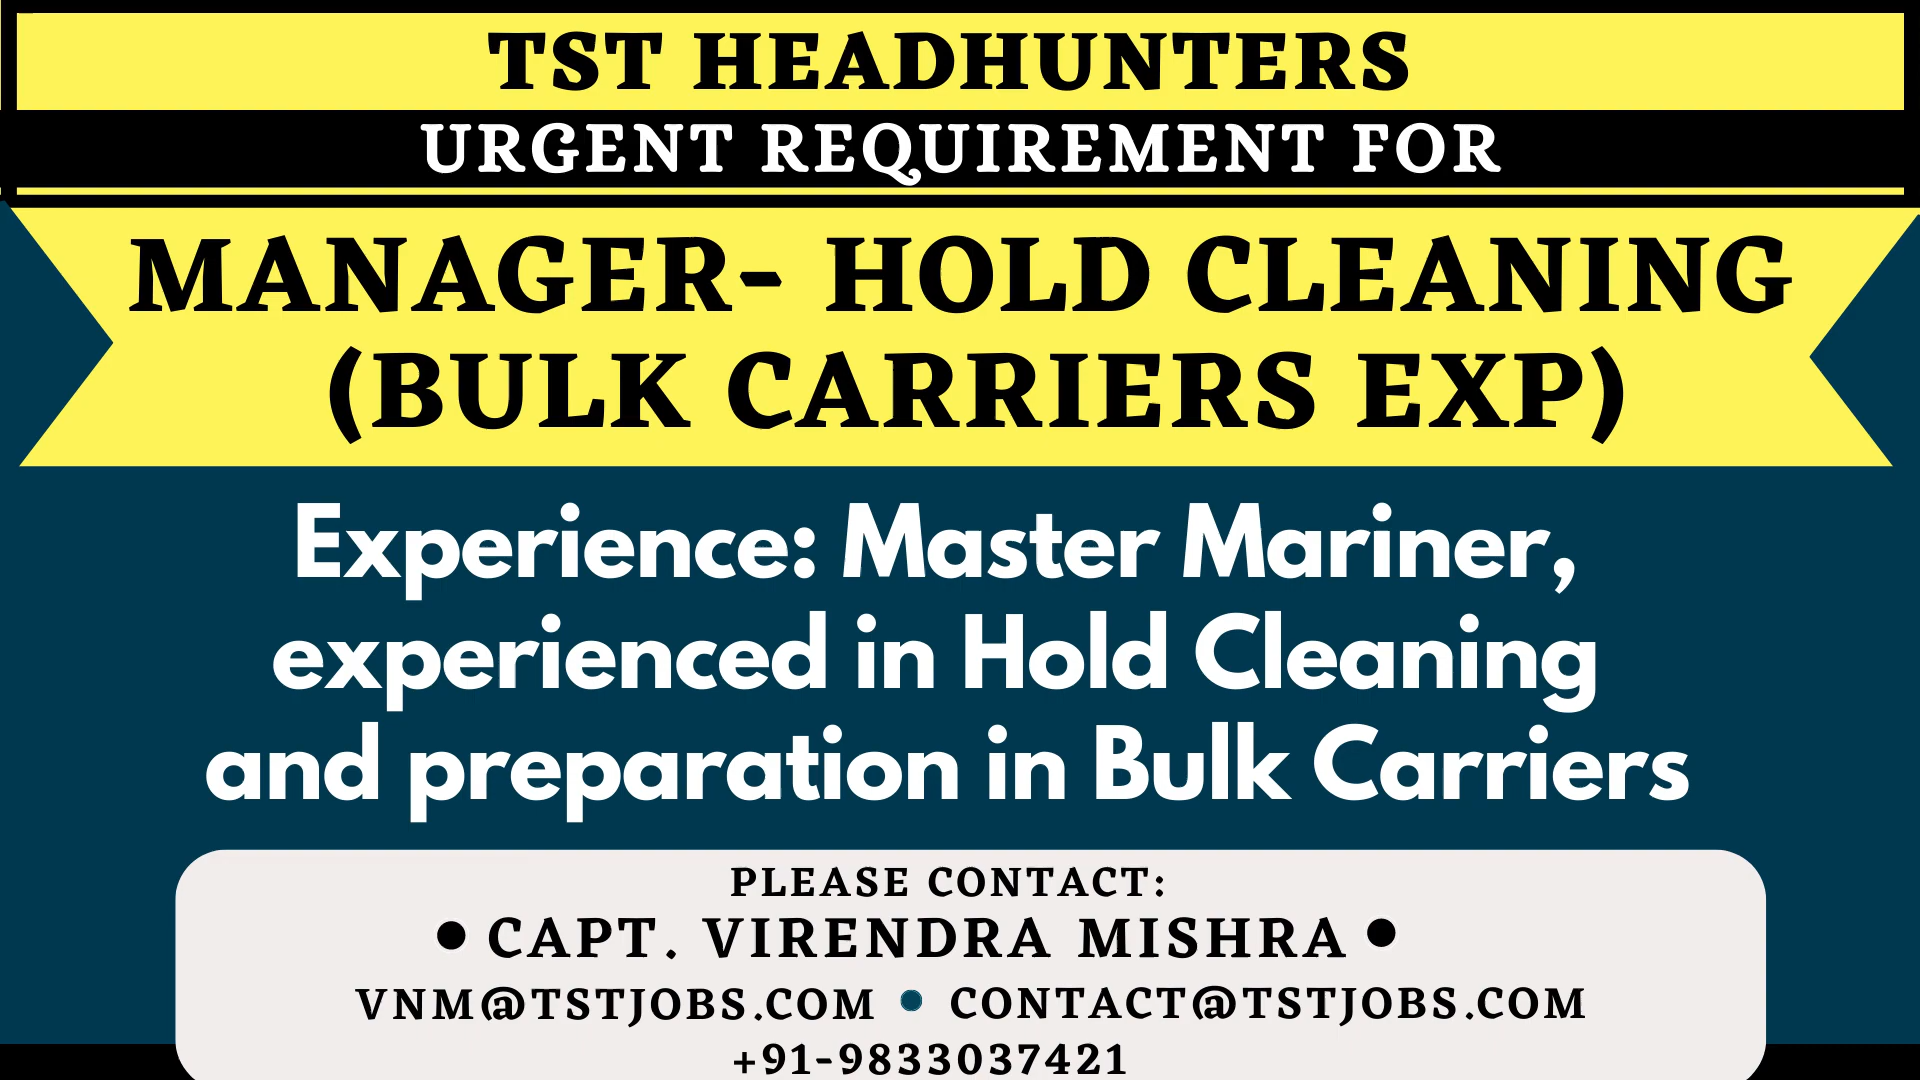 TST HEADHUNTERS
URGENT REQUIREMENT FOR
MANAGER- HOLD CLEANING
(BULK CARRIERS EXP)
Experience: Master Mariner,
experienced in Hold Cleaning
and preparation in Bulk Carriers
PLEASE CONTACT:
• CAPT. VIRENDRA MISHRA •
VNM@TSTJOBS.COM • CONTACT@TSTJOBS.COM
+91-9833037421